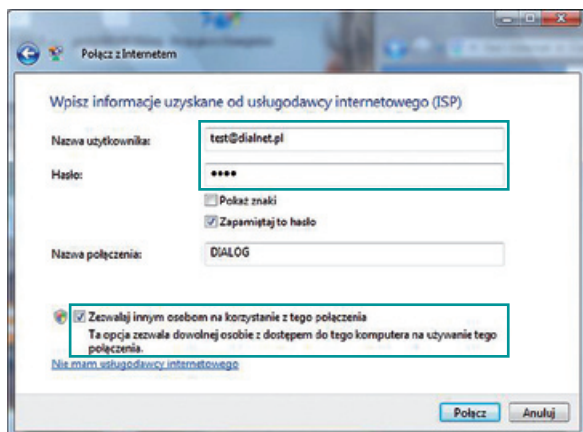 Połącz z Internetem
Wpisz informacje uzyskane od usługodawcy internetowego (ISP)
Nazwa użytkownika:
test@dialnet.pl
Hasło:
••••
Pokaż znaki
Zapamiętaj to hasło
Nazwa połączenia:
DIALOG
Zezwalaj innym osobom na korzystanie z tego połączenia
Ta opcja zezwala dowolnej osobie z dostępem do tego komputera na używanie tego
połączenia.
Nie mam usługodawcy internetowego
Połącz
Anuluj